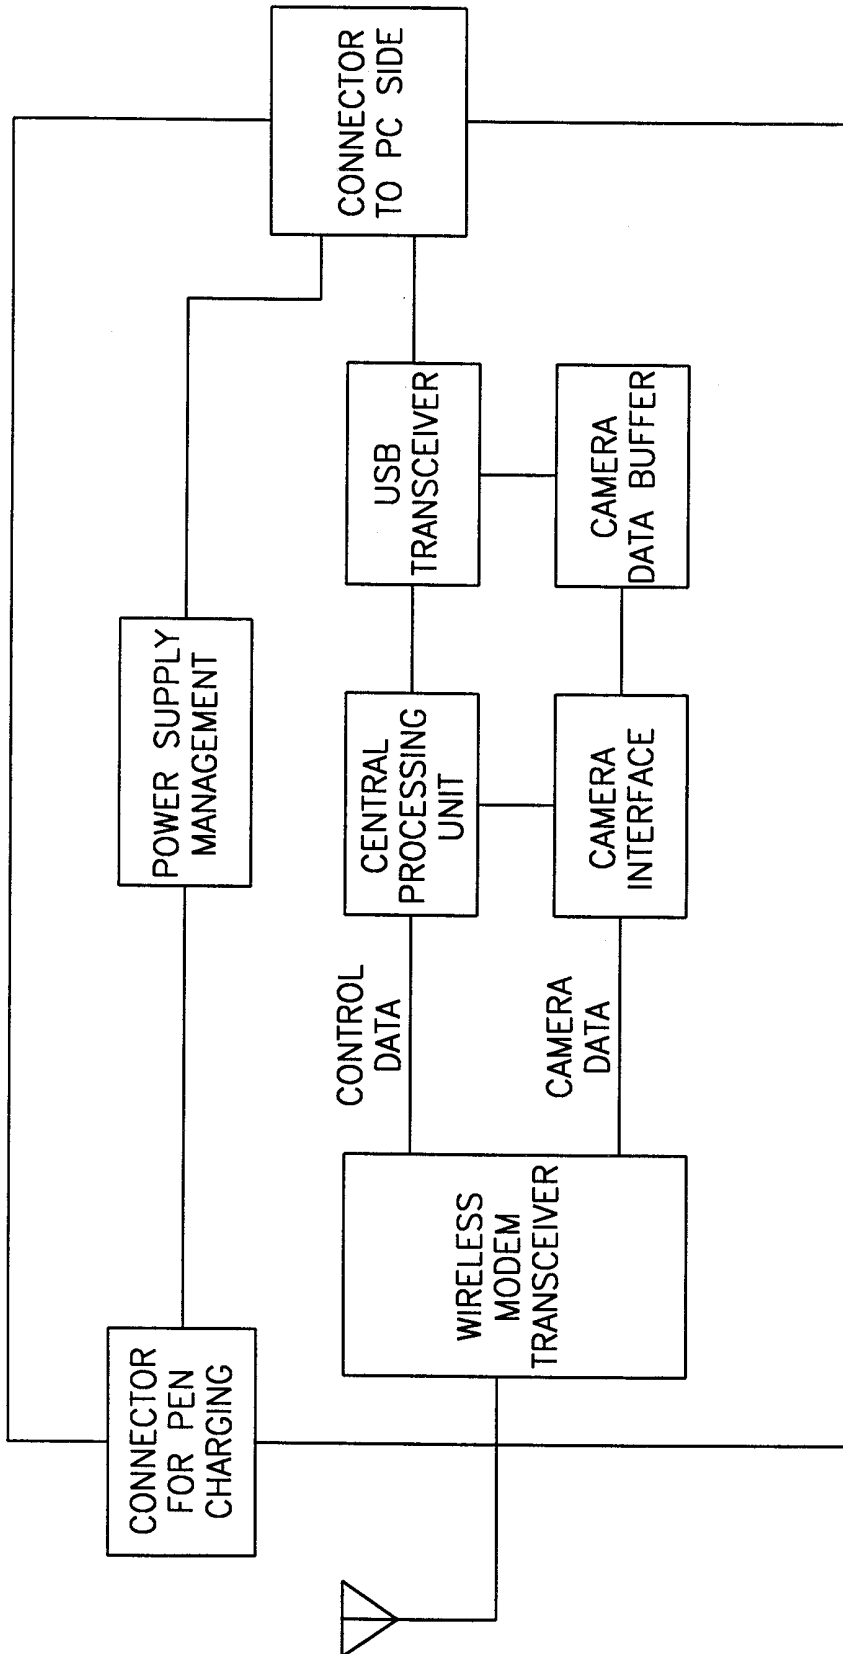 CONNECTOR
FOR PEN
CHARGING
POWER SUPPLY
MANAGEMENT
CONNECTOR
TO PC SIDE
WIRELESS
MODEM
TRANSCEIVER
CONTROL
DATA
CENTRAL
PROCESSING
UNIT
USB
TRANSCEIVER
CAMERA
DATA
CAMERA
INTERFACE
CAMERA
DATA BUFFER